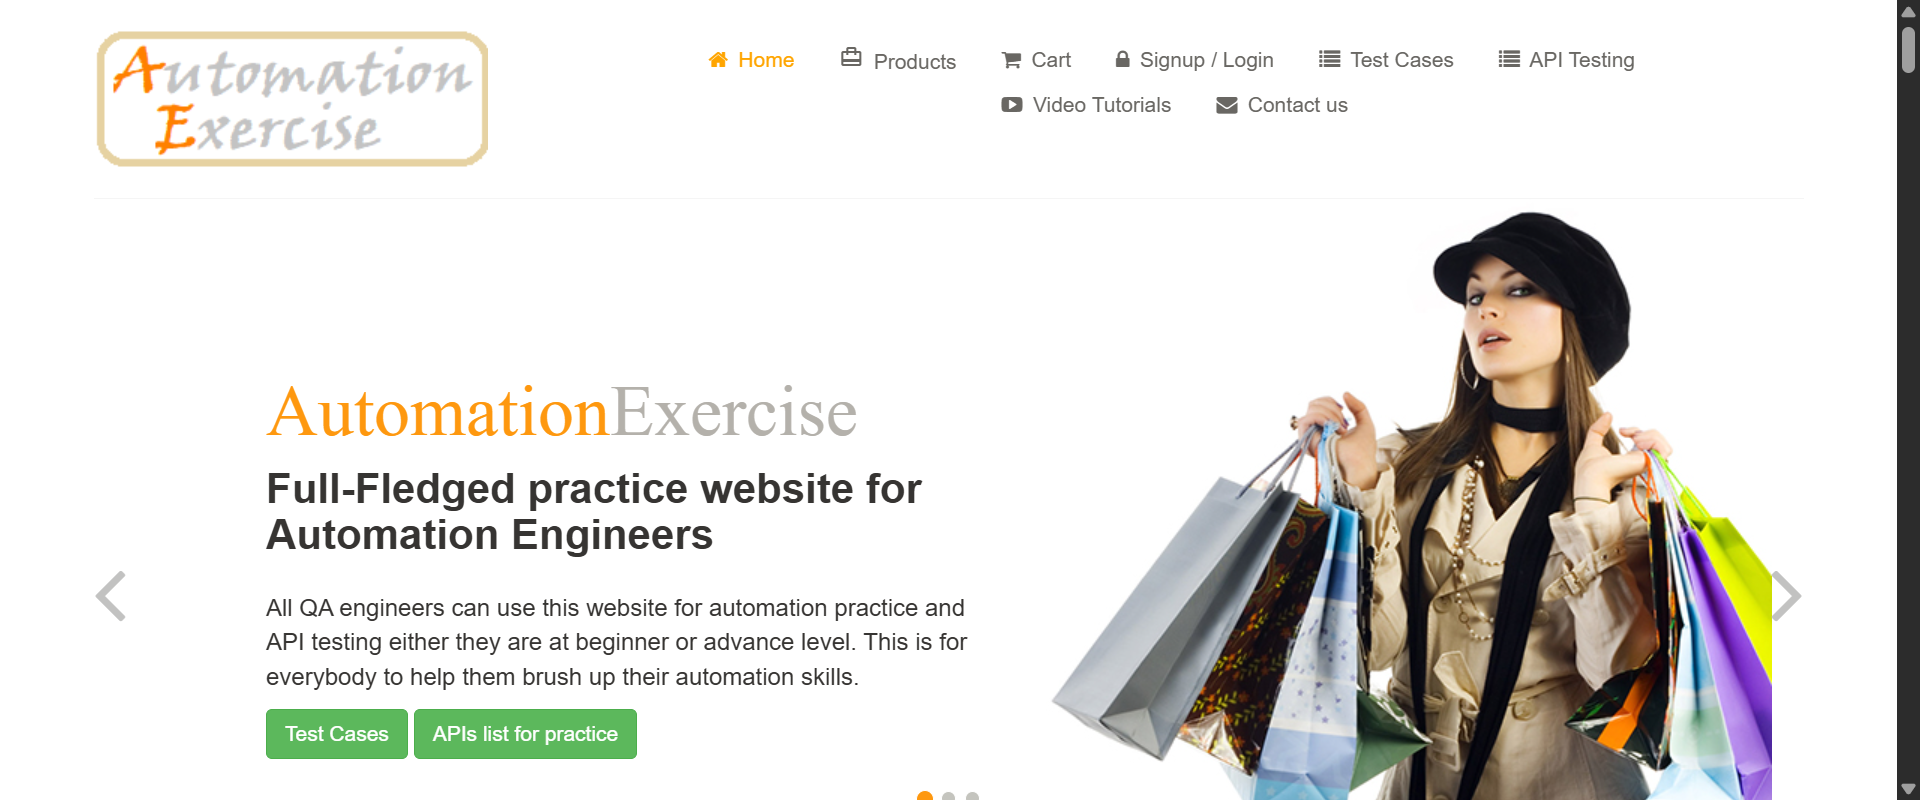 Automation
Exercise
Home
Products
Cart
Signup / Login
Test Cases
API Testing
Video Tutorials
Contact us
AutomationExercise
Full-Fledged practice website for
Automation Engineers
All QA engineers can use this website for automation practice and
API testing either they are at beginner or advance level. This is for
everybody to help them brush up their automation skills.
Test Cases
APIs list for practice